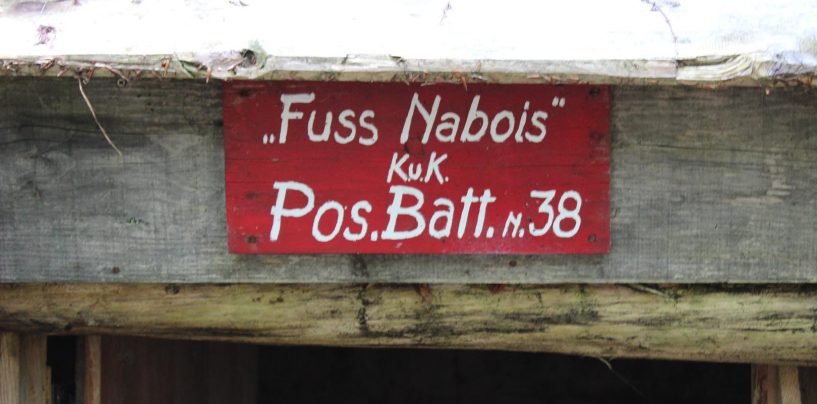 „Fuss Nabois"
K.u.K.
Pos.Batt. N.38